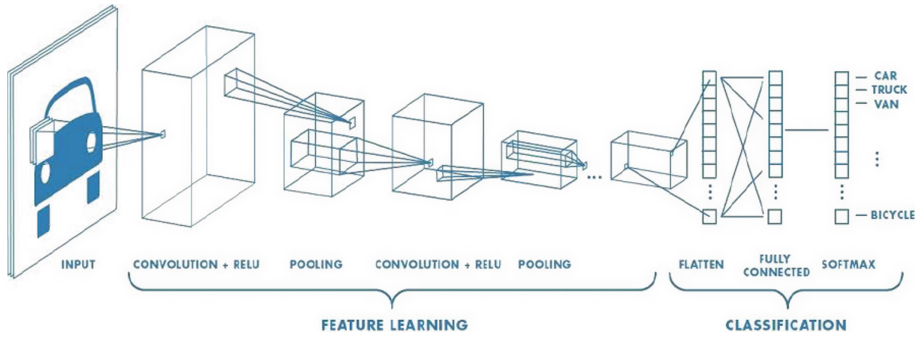 CAR
TRUCK
VAN
BICYCLE
INPUT
CONVOLUTION + RELU
POOLING
CONVOLUTION + RELU
POOLING
FLATTEN
FULLY
CONNECTED
SOFTMAX
FEATURE LEARNING
CLASSIFICATION